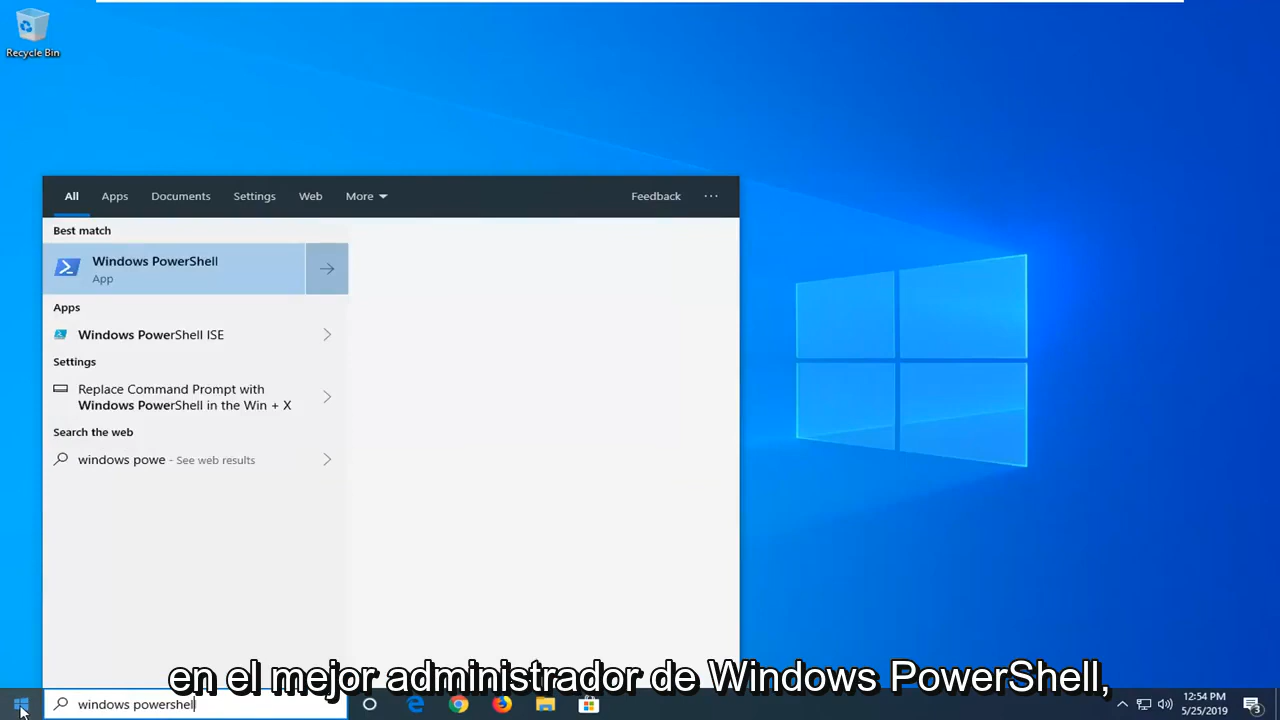 Recycle Bin
All Apps Documents Settings Web More Feedback ···
Best match
Windows PowerShell
App
Apps
Windows PowerShell ISE
Settings
Replace Command Prompt with
Windows PowerShell in the Win + X
Search the web
windows powe - See web results
en el mejor administrador de Windows PowerShell,
windows powershell
12:54 PM
5/25/2019
3